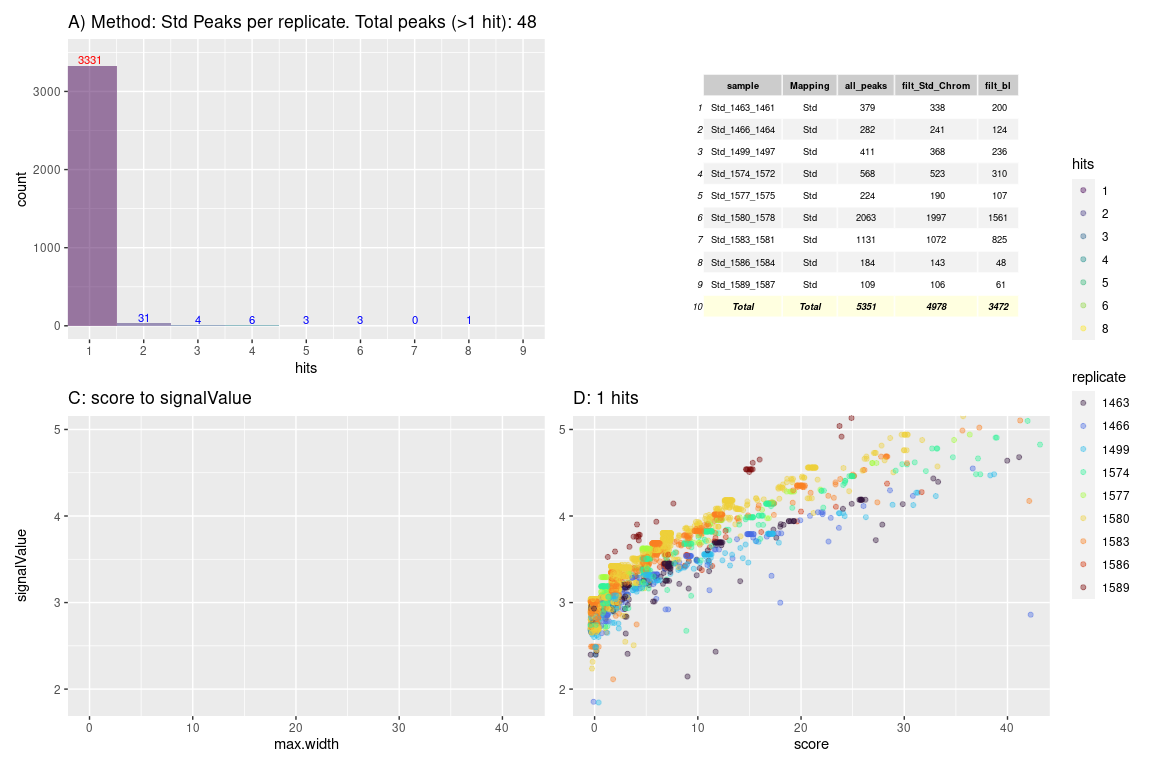 A) Method: Std Peaks per replicate. Total peaks (>1 hit): 48
3331
31 4 6 3 3 0 1
3000
2000
1000
0
count
1 2 3 4 5 6 7 8 9
hits
sample Mapping all_peaks filt_Std_Chrom filt_bl
1 Std_1463_1461 Std 379 338 200
2 Std_1466_1464 Std 282 241 124
3 Std_1499_1497 Std 411 368 236
4 Std_1574_1572 Std 568 523 310
5 Std_1577_1575 Std 224 190 107
6 Std_1580_1578 Std 2063 1997 1561
7 Std_1583_1581 Std 1131 1072 825
8 Std_1586_1584 Std 184 143 48
9 Std_1589_1587 Std 109 106 61
10 Total Total 5351 4978 3472
hits
1
2
3
4
5
6
8
replicate
1463
1466
1499
1574
1577
1580
1583
1586
1589
C: score to signalValue
5
4
3
2
signalValue
0 10 20 30 40
max.width
D: 1 hits
5
4
3
2
0 10 20 30 40
score